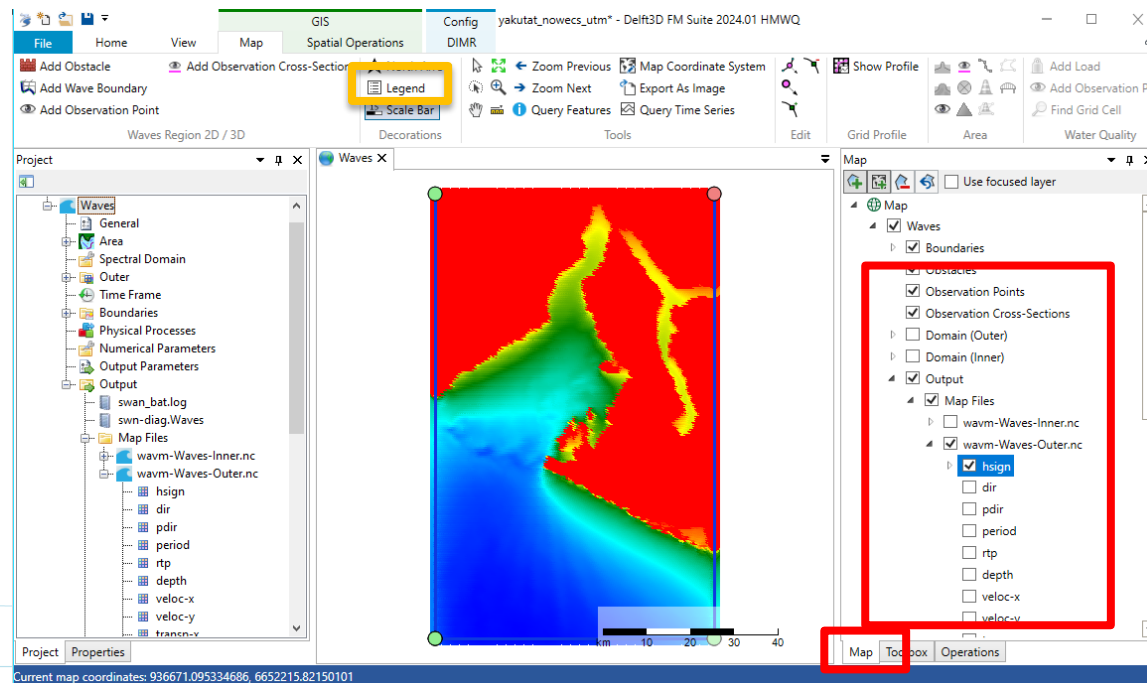 GIS
Config
yakutat_nowecs_utm* - Delft3D FM Suite 2024.01 HMWQ
File
Home
View
Map
Spatial Operations
DIMR
Add Obstacle
Add Observation Cross-Section
Legend
Zoom Previous
Map Coordinate System
Show Profile
Add Load
Add Wave Boundary
Zoom Next
Export As Image
Add Observation P
Add Observation Point
Scale Bar
Query Features
Query Time Series
Find Grid Cell
Waves Region 2D / 3D
Decorations
Tools
Edit
Grid Profile
Area
Water Quality
Project
Waves
General
Area
Spectral Domain
Outer
Time Frame
Boundaries
Physical Processes
Numerical Parameters
Output Parameters
Output
swan_bat.log
swn-diag.Waves
Map Files
wavm-Waves-Inner.nc
wavm-Waves-Outer.nc
hsign
dir
pdir
period
rtp
depth
veloc-x
veloc-y
transp-x
Project
Properties
Waves
km 10 20 30 40
Map
Use focused layer
Map
Waves
Boundaries
Obstacles
Observation Points
Observation Cross-Sections
Domain (Outer)
Domain (Inner)
Output
Map Files
wavm-Waves-Inner.nc
wavm-Waves-Outer.nc
hsign
dir
pdir
period
rtp
depth
veloc-x
veloc-y
Map
Toolbox
Operations
Current map coordinates: 936671.095334686, 6652215.82150101